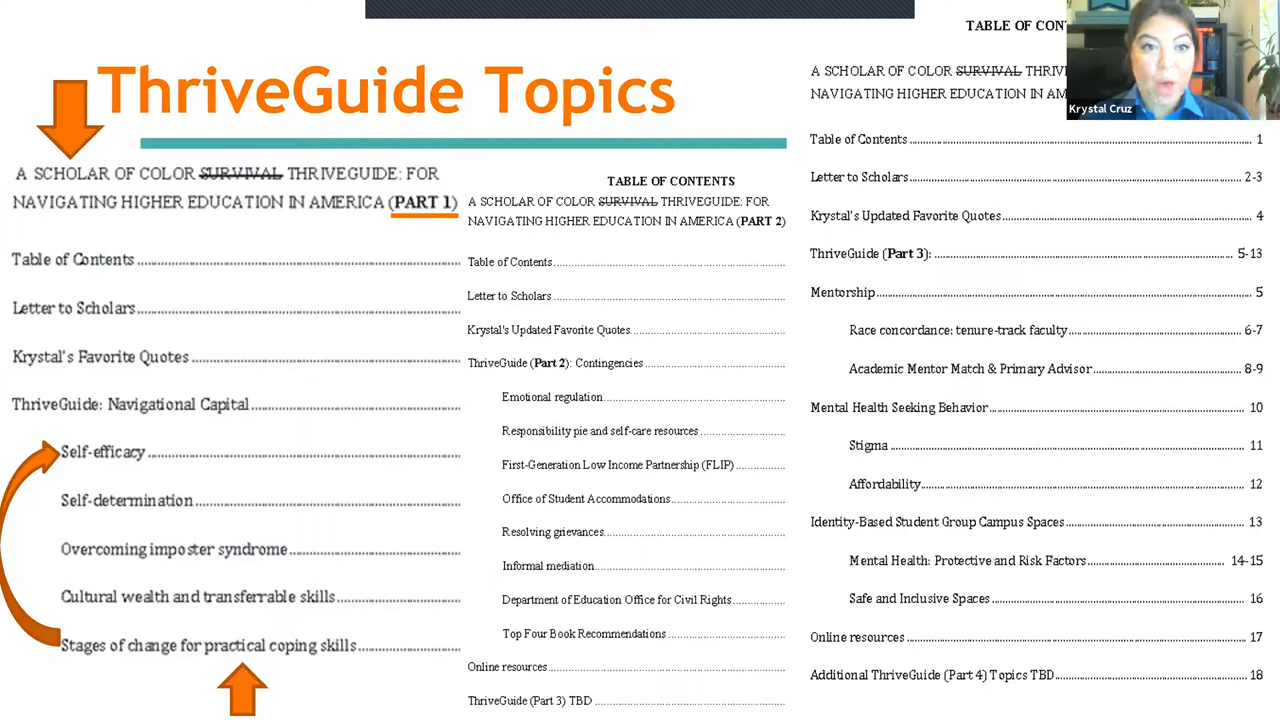 ThriveGuide Topics
A SCHOLAR OF COLOR SURVIVAL THRIVEGUIDE: FOR
NAVIGATING HIGHER EDUCATION IN AMERICA (PART 1)
Table of Contents
Letter to Scholars
Krystal's Favorite Quotes
ThriveGuide: Navigational Capital
Self-efficacy
Self-determination
Overcoming imposter syndrome
Cultural wealth and transferrable skills
Stages of change for practical coping skills
TABLE OF CONTENTS
A SCHOLAR OF COLOR SURVIVAL THRIVEGUIDE: FOR
NAVIGATING HIGHER EDUCATION IN AMERICA (PART 2)
Table of Contents
Letter to Scholars
Krystal's Updated Favorite Quotes
ThriveGuide (Part 2): Contingencies
Emotional regulation
Responsibility pie and self-care resources
First-Generation Low Income Partnership (FLIP)
Office of Student Accommodations
Resolving grievances
Informal mediation
Department of Education Office for Civil Rights
Top Four Book Recommendations
Online resources
ThriveGuide (Part 3) TBD
TABLE OF CON
A SCHOLAR OF COLOR SURVIVAL THRIV
NAVIGATING HIGHER EDUCATION IN AM
Table of Contents 1
Letter to Scholars 2-3
Krystal's Updated Favorite Quotes 4
ThriveGuide (Part 3): 5-13
Mentorship 5
Race concordance: tenure-track faculty 6-7
Academic Mentor Match & Primary Advisor 8-9
Mental Health Seeking Behavior 10
Stigma 11
Affordability 12
Identity-Based Student Group Campus Spaces 13
Mental Health: Protective and Risk Factors 14-15
Safe and Inclusive Spaces 16
Online resources 17
Additional ThriveGuide (Part 4) Topics TBD 18
Krystal Cruz